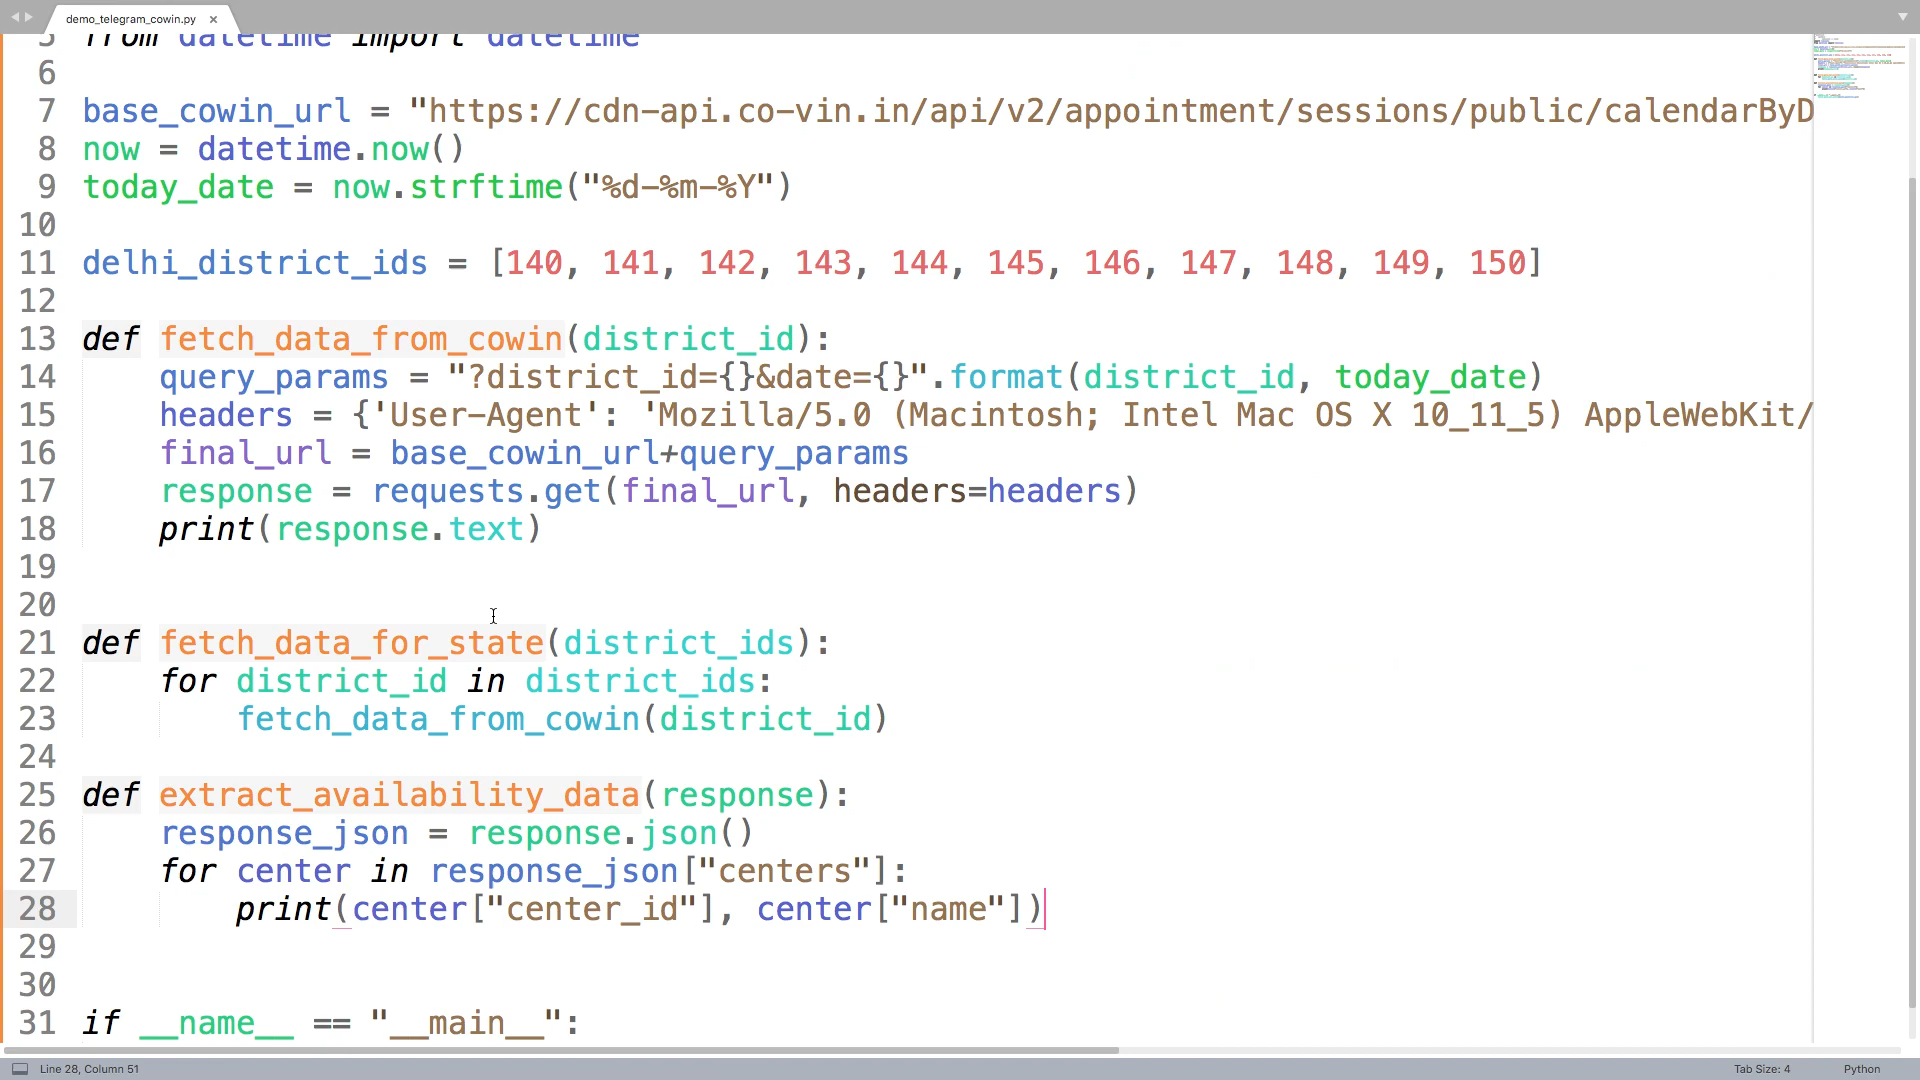 demo_telegram_cowin.py ×
5 from datetime import datetime
6
7 base_cowin_url = "https://cdn-api.co-vin.in/api/v2/appointment/sessions/public/calendarByD
8 now = datetime.now()
9 today_date = now.strftime("%d-%m-%Y")
10
11 delhi_district_ids = [140, 141, 142, 143, 144, 145, 146, 147, 148, 149, 150]
12
13 def fetch_data_from_cowin(district_id):
14     query_params = "?district_id={}&date={}".format(district_id, today_date)
15     headers = {'User-Agent': 'Mozilla/5.0 (Macintosh; Intel Mac OS X 10_11_5) AppleWebKit/
16     final_url = base_cowin_url+query_params
17     response = requests.get(final_url, headers=headers)
18     print(response.text)
19
20
21 def fetch_data_for_state(district_ids):
22     for district_id in district_ids:
23         fetch_data_from_cowin(district_id)
24
25 def extract_availability_data(response):
26     response_json = response.json()
27     for center in response_json["centers"]:
28         print(center["center_id"], center["name"])
29
30
31 if __name__ == "__main__":
Line 28, Column 51
Tab Size: 4
Python